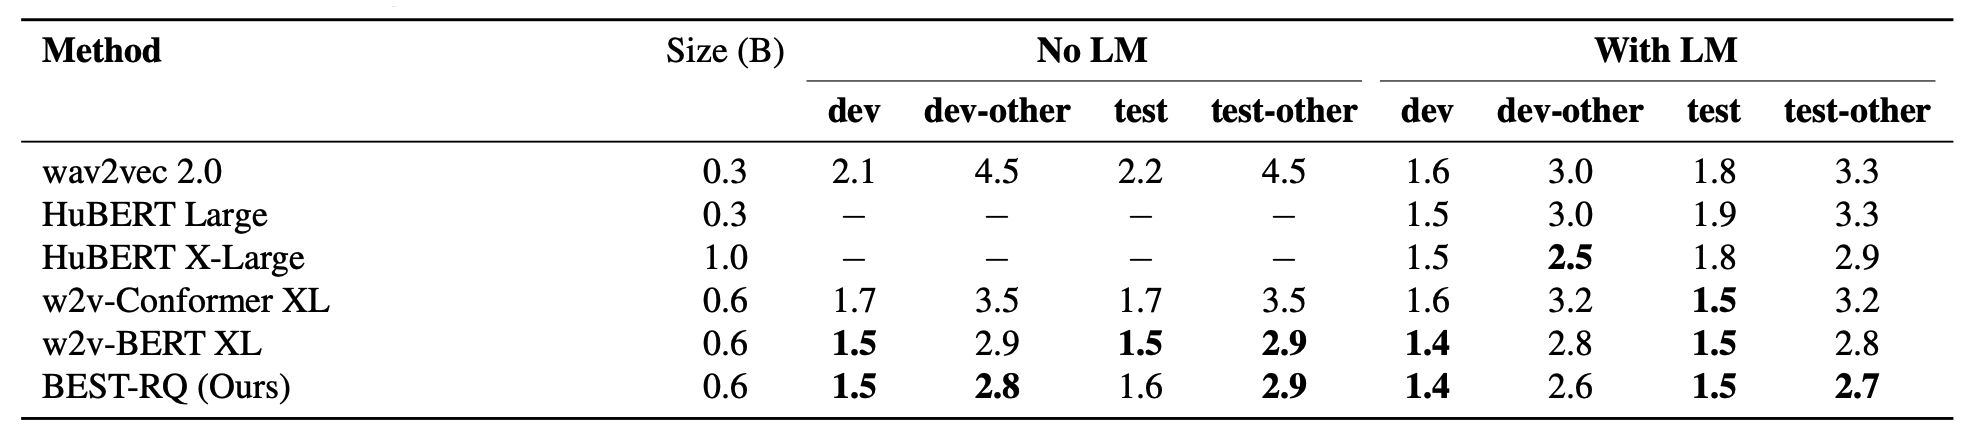 Method Size (B) No LM With LM
dev dev-other test test-other dev dev-other test test-other
wav2vec 2.0 0.3 2.1 4.5 2.2 4.5 1.6 3.0 1.8 3.3
HuBERT Large 0.3 – – – – 1.5 3.0 1.9 3.3
HuBERT X-Large 1.0 – – – – 1.5 2.5 1.8 2.9
w2v-Conformer XL 0.6 1.7 3.5 1.7 3.5 1.6 3.2 1.5 3.2
w2v-BERT XL 0.6 1.5 2.9 1.5 2.9 1.4 2.8 1.5 2.8
BEST-RQ (Ours) 0.6 1.5 2.8 1.6 2.9 1.4 2.6 1.5 2.7